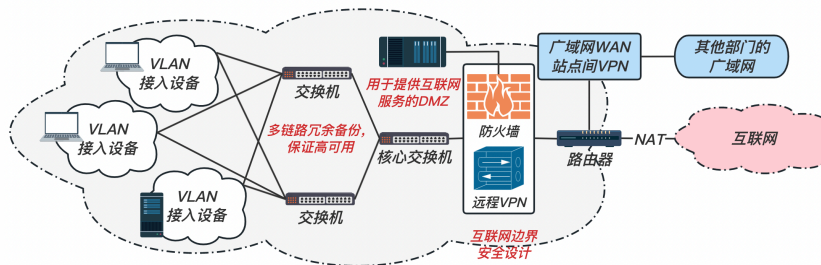 VLAN
接入设备
VLAN
接入设备
VLAN
接入设备
交换机
交换机
多链路冗余备份，
保证高可用
用于提供互联网
服务的DMZ
核心交换机
防火墙
远程VPN
互联网边界
安全设计
广域网WAN
站点间VPN
其他部门的
广域网
路由器
NAT
互联网